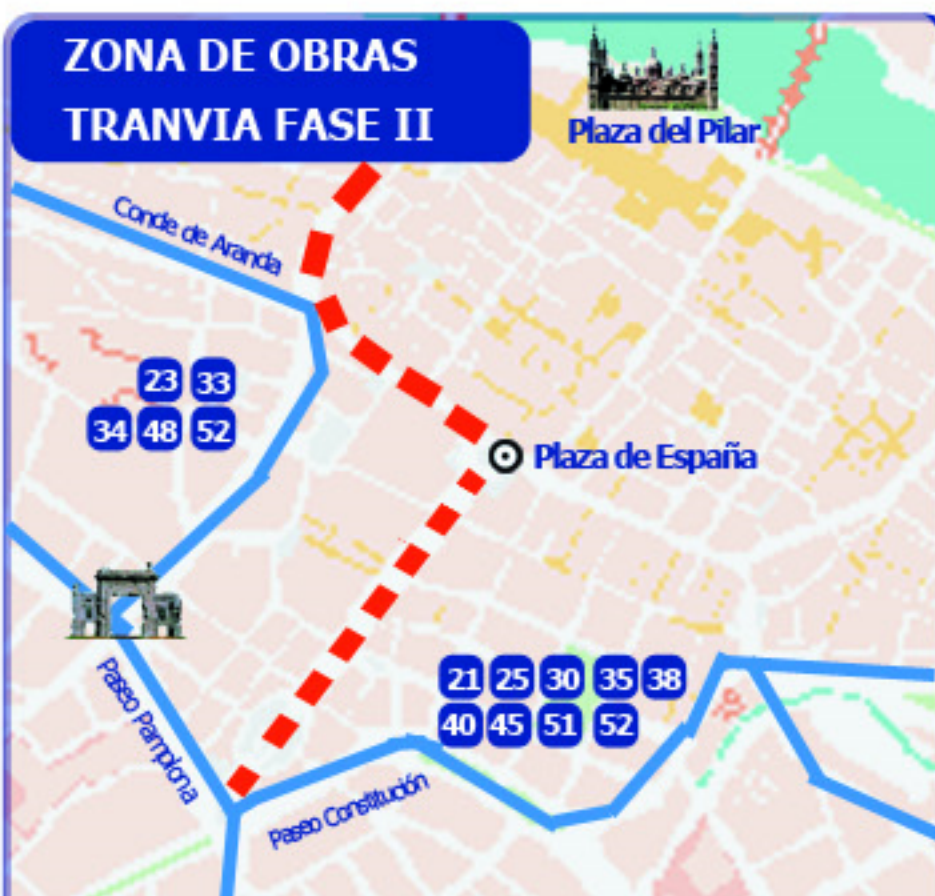 ZONA DE OBRAS
TRANVIA FASE II
Plaza del Pilar
Conde de Aranda
23 33
34 48 52
Plaza de España
Paseo Pamplona
21 25 30 35 38
40 45 51 52
Paseo Constitución